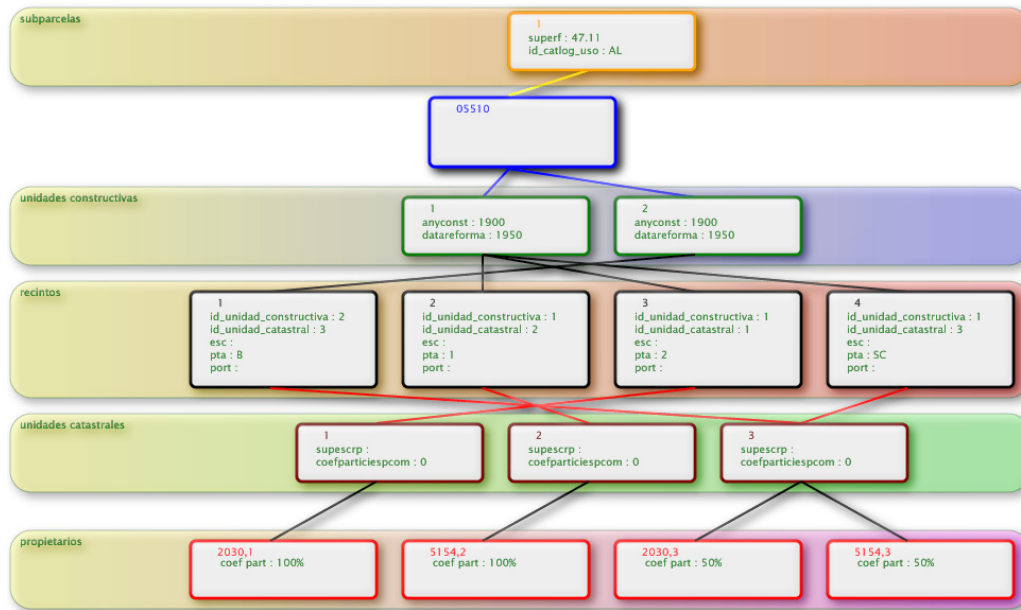 subparcelas
1
superf : 47.11
id_catlog_uso : AL
05510
unidades constructivas
1
anyconst : 1900
datareforma : 1950
2
anyconst : 1900
datareforma : 1950
recintos
1
id_unidad_constructiva : 2
id_unidad_catastral : 3
esc :
pta : B
port :
2
id_unidad_constructiva : 1
id_unidad_catastral : 2
esc :
pta : 1
port :
3
id_unidad_constructiva : 1
id_unidad_catastral : 1
esc :
pta : 2
port :
4
id_unidad_constructiva : 1
id_unidad_catastral : 3
esc :
pta : SC
port :
unidades catastrales
1
supescrp :
coefparticiespcom : 0
2
supescrp :
coefparticiespcom : 0
3
supescrp :
coefparticiespcom : 0
propietarios
2030,1
coef part : 100%
5154,2
coef part : 100%
2030,3
coef part : 50%
5154,3
coef part : 50%